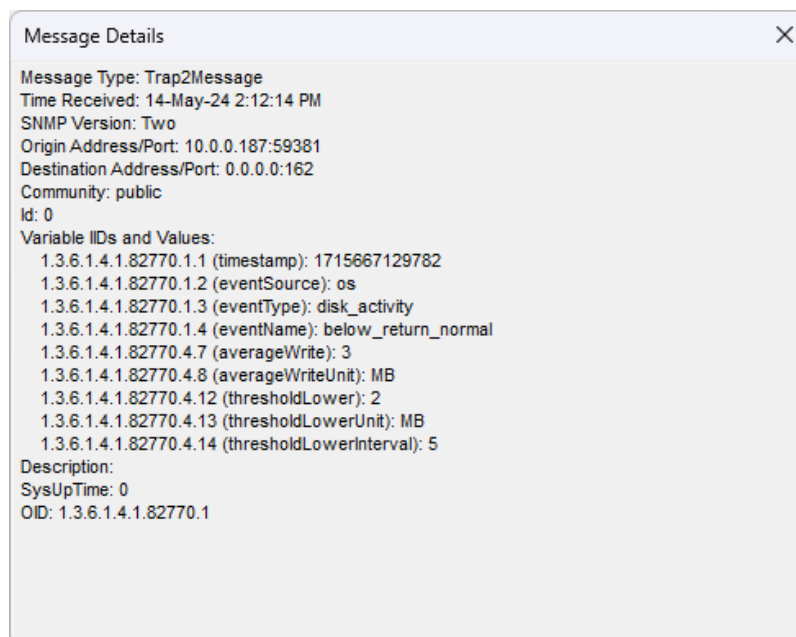 Message Details
Message Type: Trap2Message
Time Received: 14-May-24 2:12:14 PM
SNMP Version: Two
Origin Address/Port: 10.0.0.187:59381
Destination Address/Port: 0.0.0.0:162
Community: public
Id: 0
Variable IIDs and Values:
1.3.6.1.4.1.82770.1.1 (timestamp): 1715667129782
1.3.6.1.4.1.82770.1.2 (eventSource): os
1.3.6.1.4.1.82770.1.3 (eventType): disk_activity
1.3.6.1.4.1.82770.1.4 (eventName): below_return_normal
1.3.6.1.4.1.82770.4.7 (averageWrite): 3
1.3.6.1.4.1.82770.4.8 (averageWriteUnit): MB
1.3.6.1.4.1.82770.4.12 (thresholdLower): 2
1.3.6.1.4.1.82770.4.13 (thresholdLowerUnit): MB
1.3.6.1.4.1.82770.4.14 (thresholdLowerInterval): 5
Description:
SysUpTime: 0
OID: 1.3.6.1.4.1.82770.1